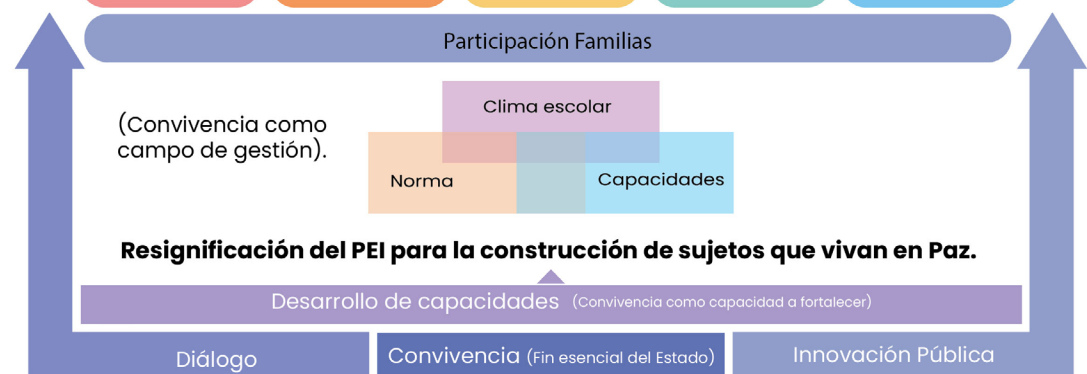 Participación Familias
Clima escolar
(Convivencia como
campo de gestión).
Norma
Capacidades
Resignificación del PEI para la construcción de sujetos que vivan en Paz.
Desarrollo de capacidades (Convivencia como capacidad a fortalecer)
Diálogo
Convivencia (Fin esencial del Estado)
Innovación Pública